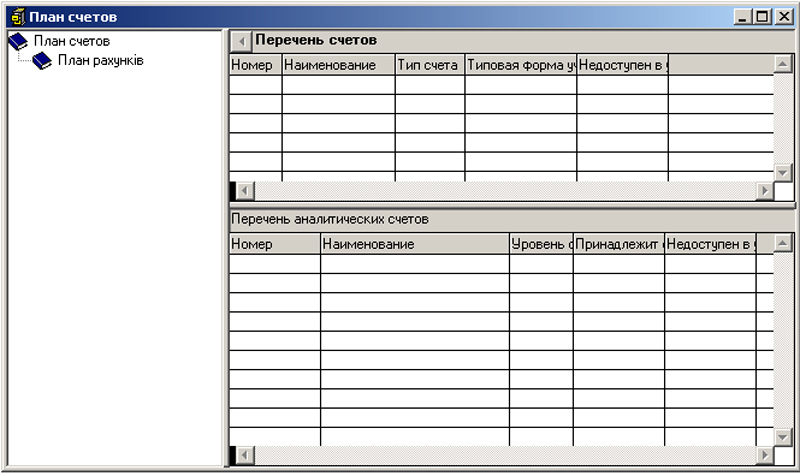 План счетов
План счетов
План рахунків
Перечень счетов
Номер Наименование Тип счета Типовая форма уч Недоступен в у
Перечень аналитических счетов
Номер Наименование Уровень с Принадлежит с Недоступен в у